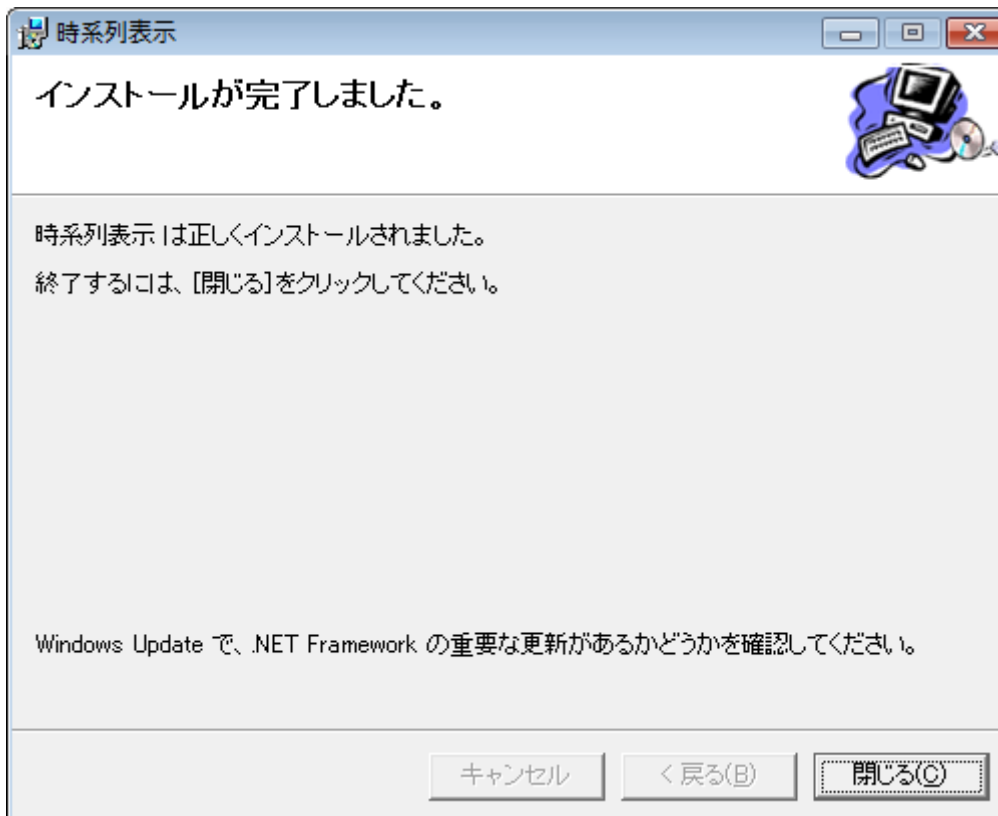 時系列表示
インストールが完了しました。
時系列表示 は正しくインストールされました。
終了するには、[閉じる]をクリックしてください。
Windows Update で、.NET Framework の重要な更新があるかどうかを確認してください。
キャンセル
< 戻る(B)
閉じる(C)